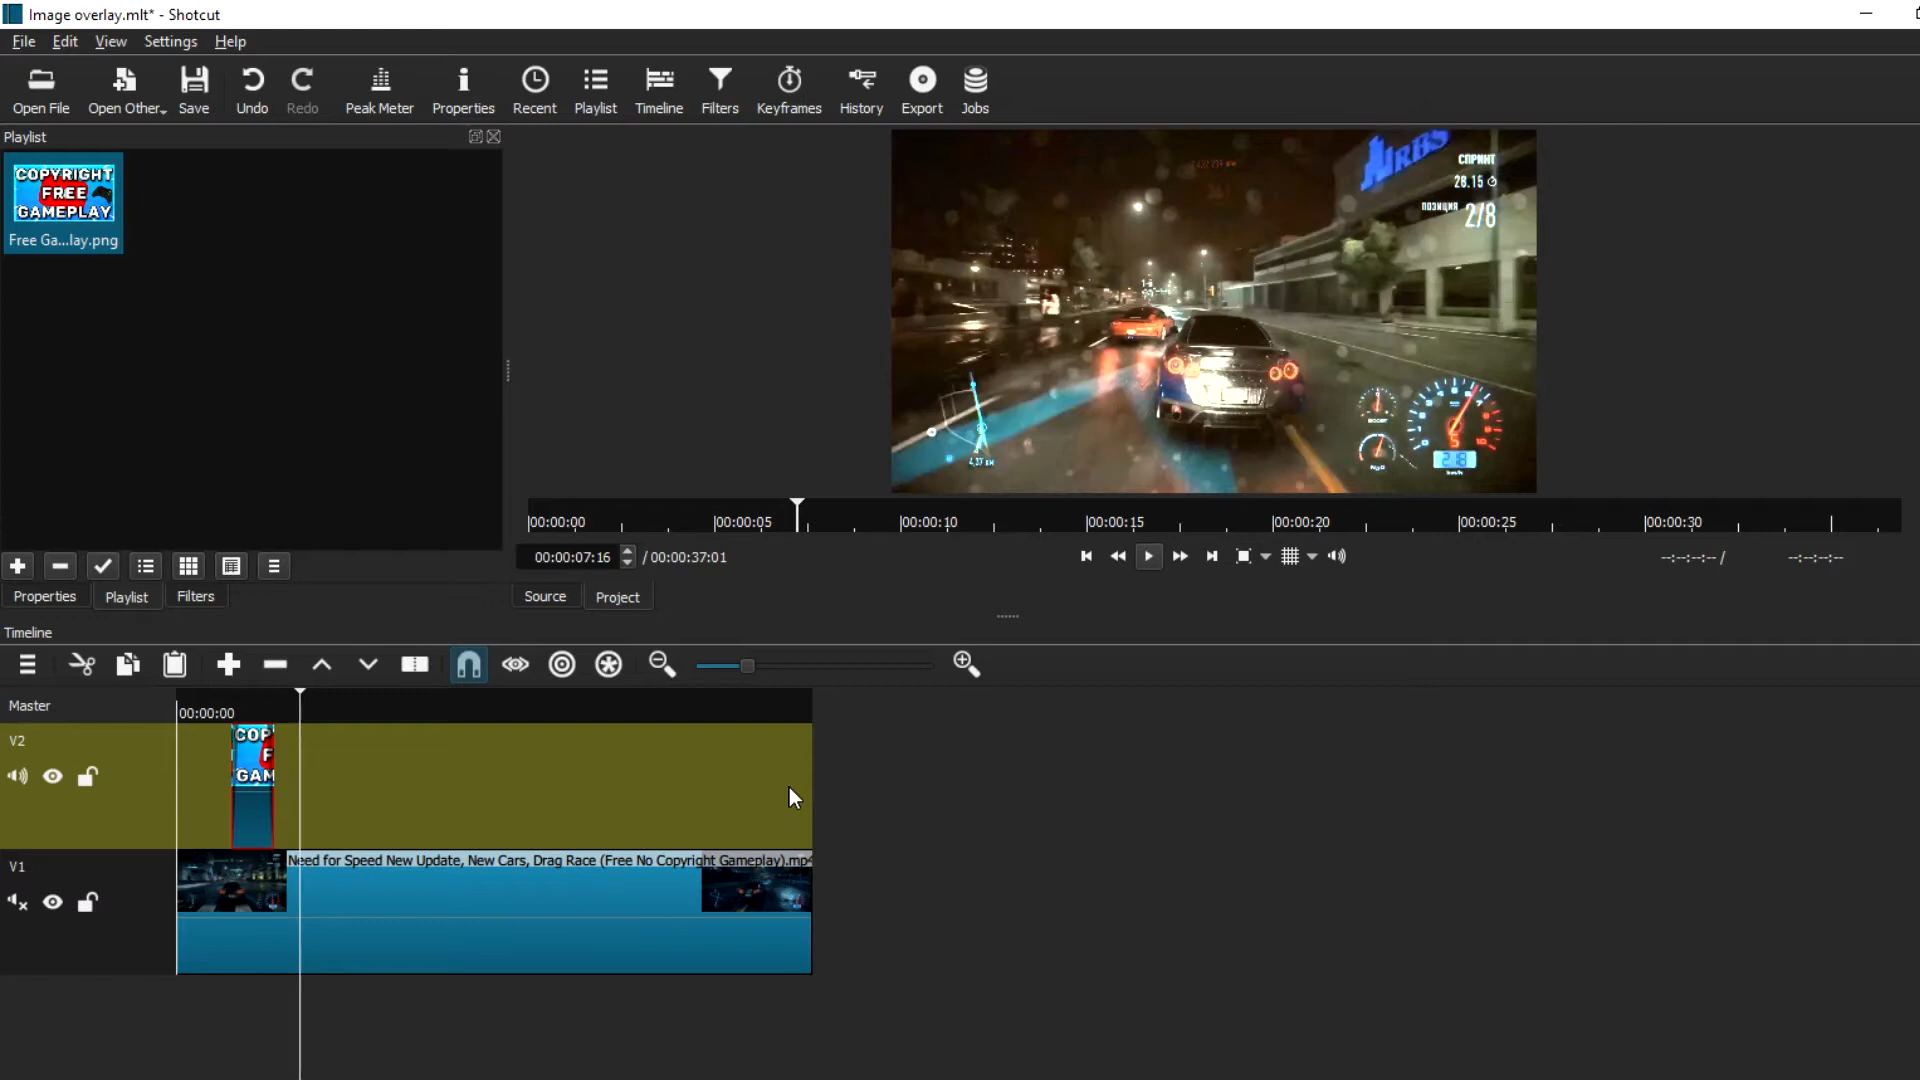 Image overlay.mlt* - Shotcut
File Edit View Settings Help
Open File Open Other Save Undo Redo Peak Meter Properties Recent Playlist Timeline Filters Keyframes History Export Jobs
Playlist
COPYRIGHT
FREE
GAMEPLAY
Free Ga...lay.png
СПРИНТ
28.15
ПОЗИЦИЯ 2/8
218
00:00:00 00:00:05 00:00:10 00:00:15 00:00:20 00:00:25 00:00:30
00:00:07:16 / 00:00:37:01 --:--:--:-- / --:--:--:--
Properties Playlist Filters Source Project
Timeline
Master
00:00:00
V2
COP
F
GAM
V1
Need for Speed New Update, New Cars, Drag Race (Free No Copyright Gameplay).mp4